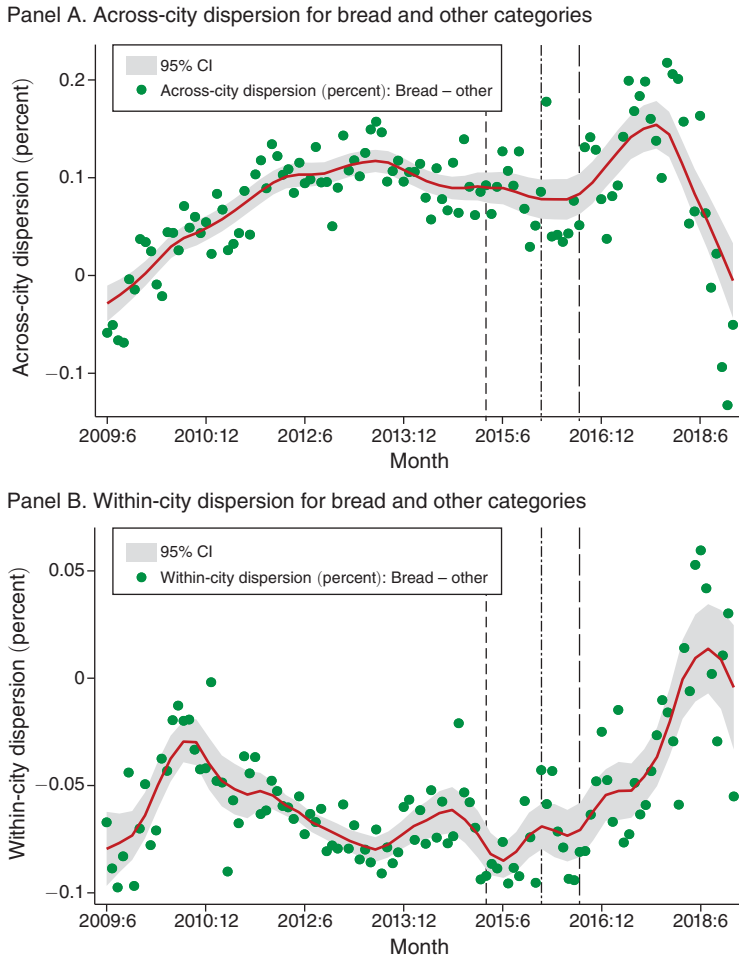 Panel A. Across-city dispersion for bread and other categories
95% CI
Across-city dispersion (percent): Bread – other
Across-city dispersion (percent)
0.2
0.1
0
−0.1
2009:6 2010:12 2012:6 2013:12 2015:6 2016:12 2018:6
Month
Panel B. Within-city dispersion for bread and other categories
95% CI
Within-city dispersion (percent): Bread – other
Within-city dispersion (percent)
0.05
0
−0.05
−0.1
2009:6 2010:12 2012:6 2013:12 2015:6 2016:12 2018:6
Month